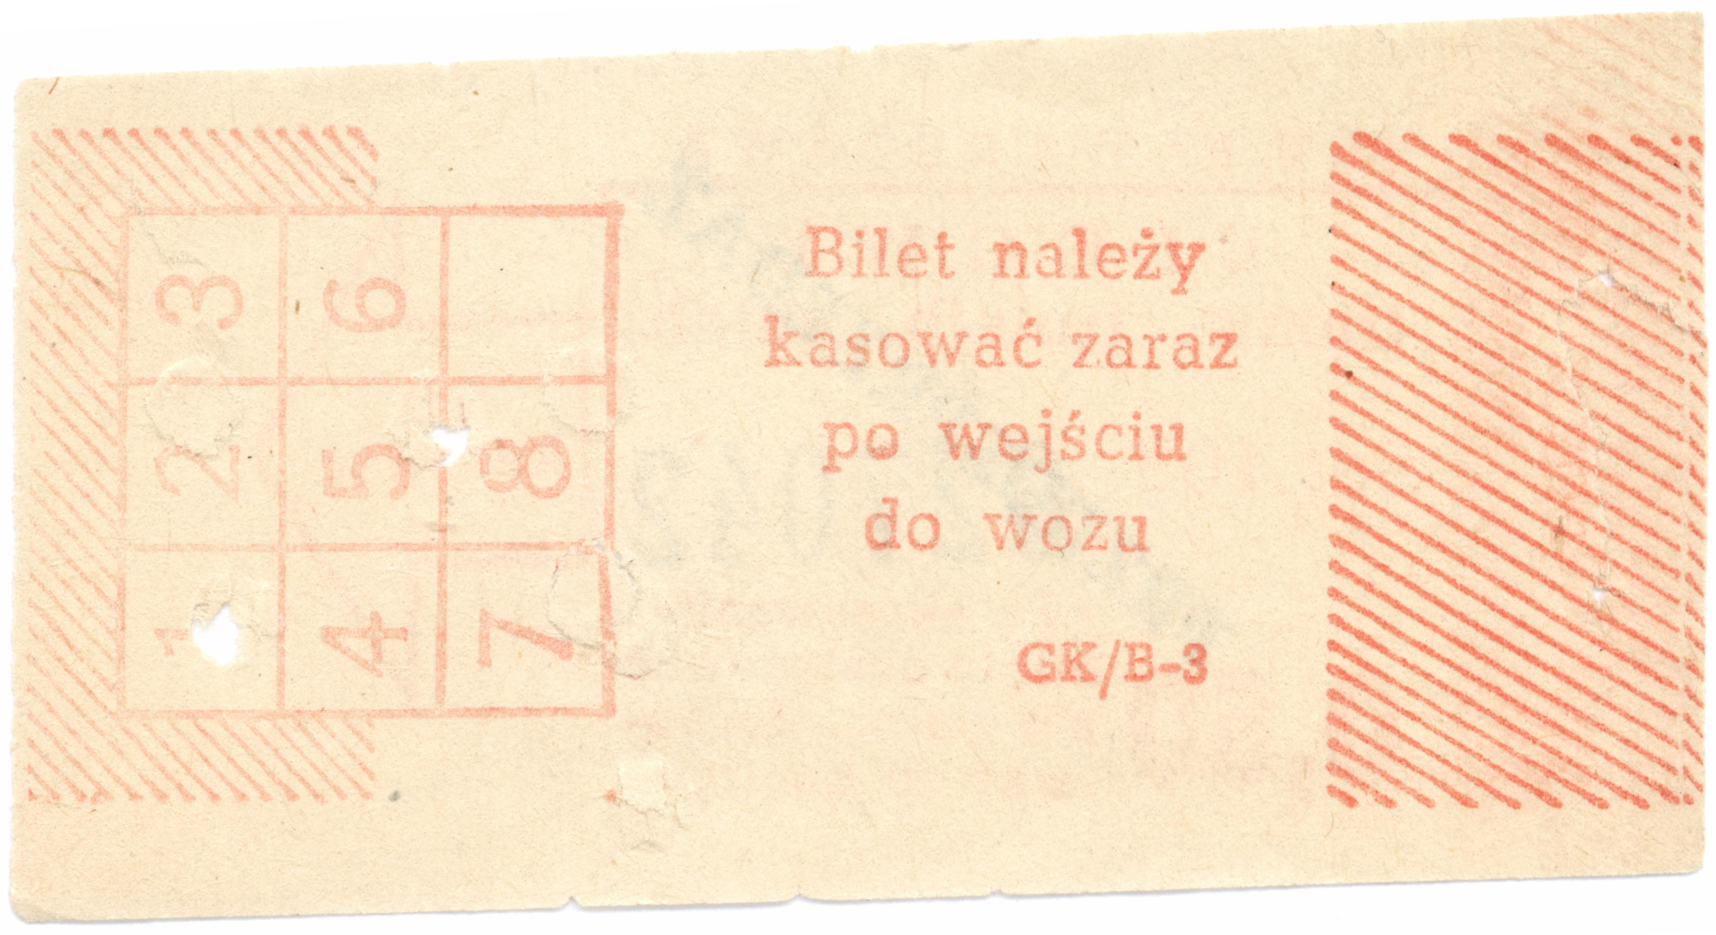 3 6
2 5 8
1 4 7
Bilet należy
kasować zaraz
po wejściu
do wozu
GK/B-3